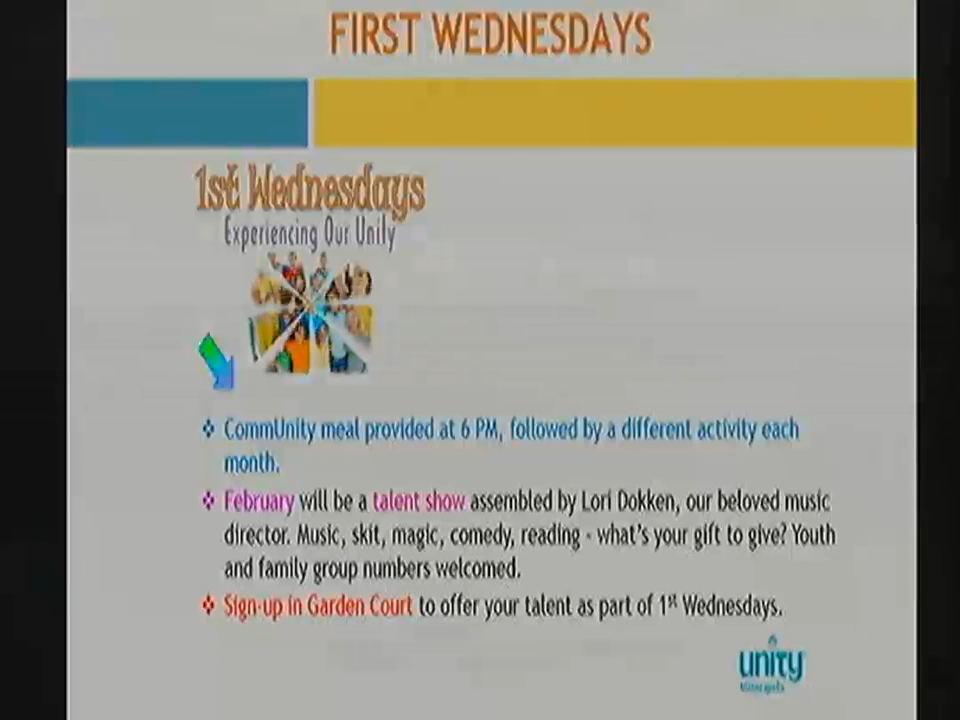 FIRST WEDNESDAYS
1st Wednesdays
Experiencing Our Unity
❖ CommUnity meal provided at 6 PM, followed by a different activity each
month.
❖ February will be a talent show assembled by Lori Dokken, our beloved music
director. Music, skit, magic, comedy, reading - what's your gift to give? Youth
and family group numbers welcomed.
❖ Sign-up in Garden Court to offer your talent as part of 1st Wednesdays.
unity